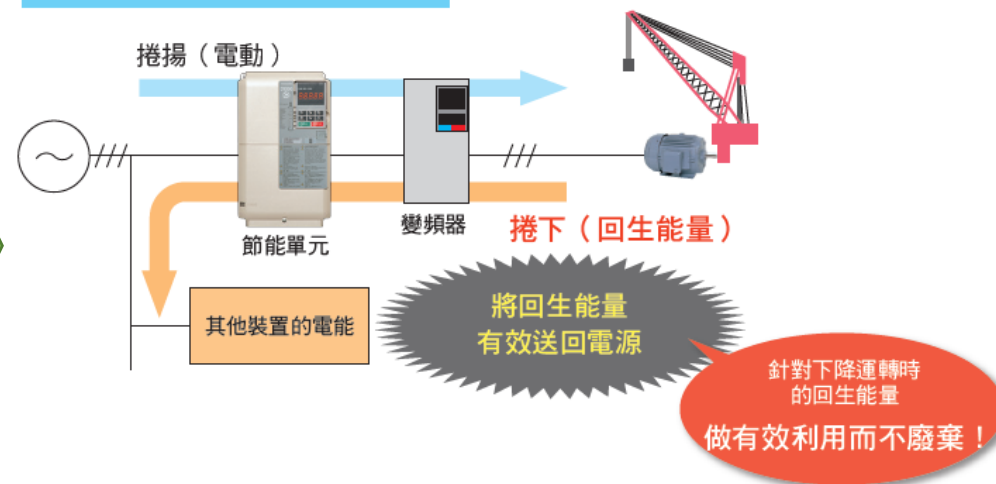 捲揚（電動）
節能單元
變頻器
捲下（回生能量）
其他裝置的電能
將回生能量
有效送回電源
針對下降運轉時
的回生能量
做有效利用而不廢棄！